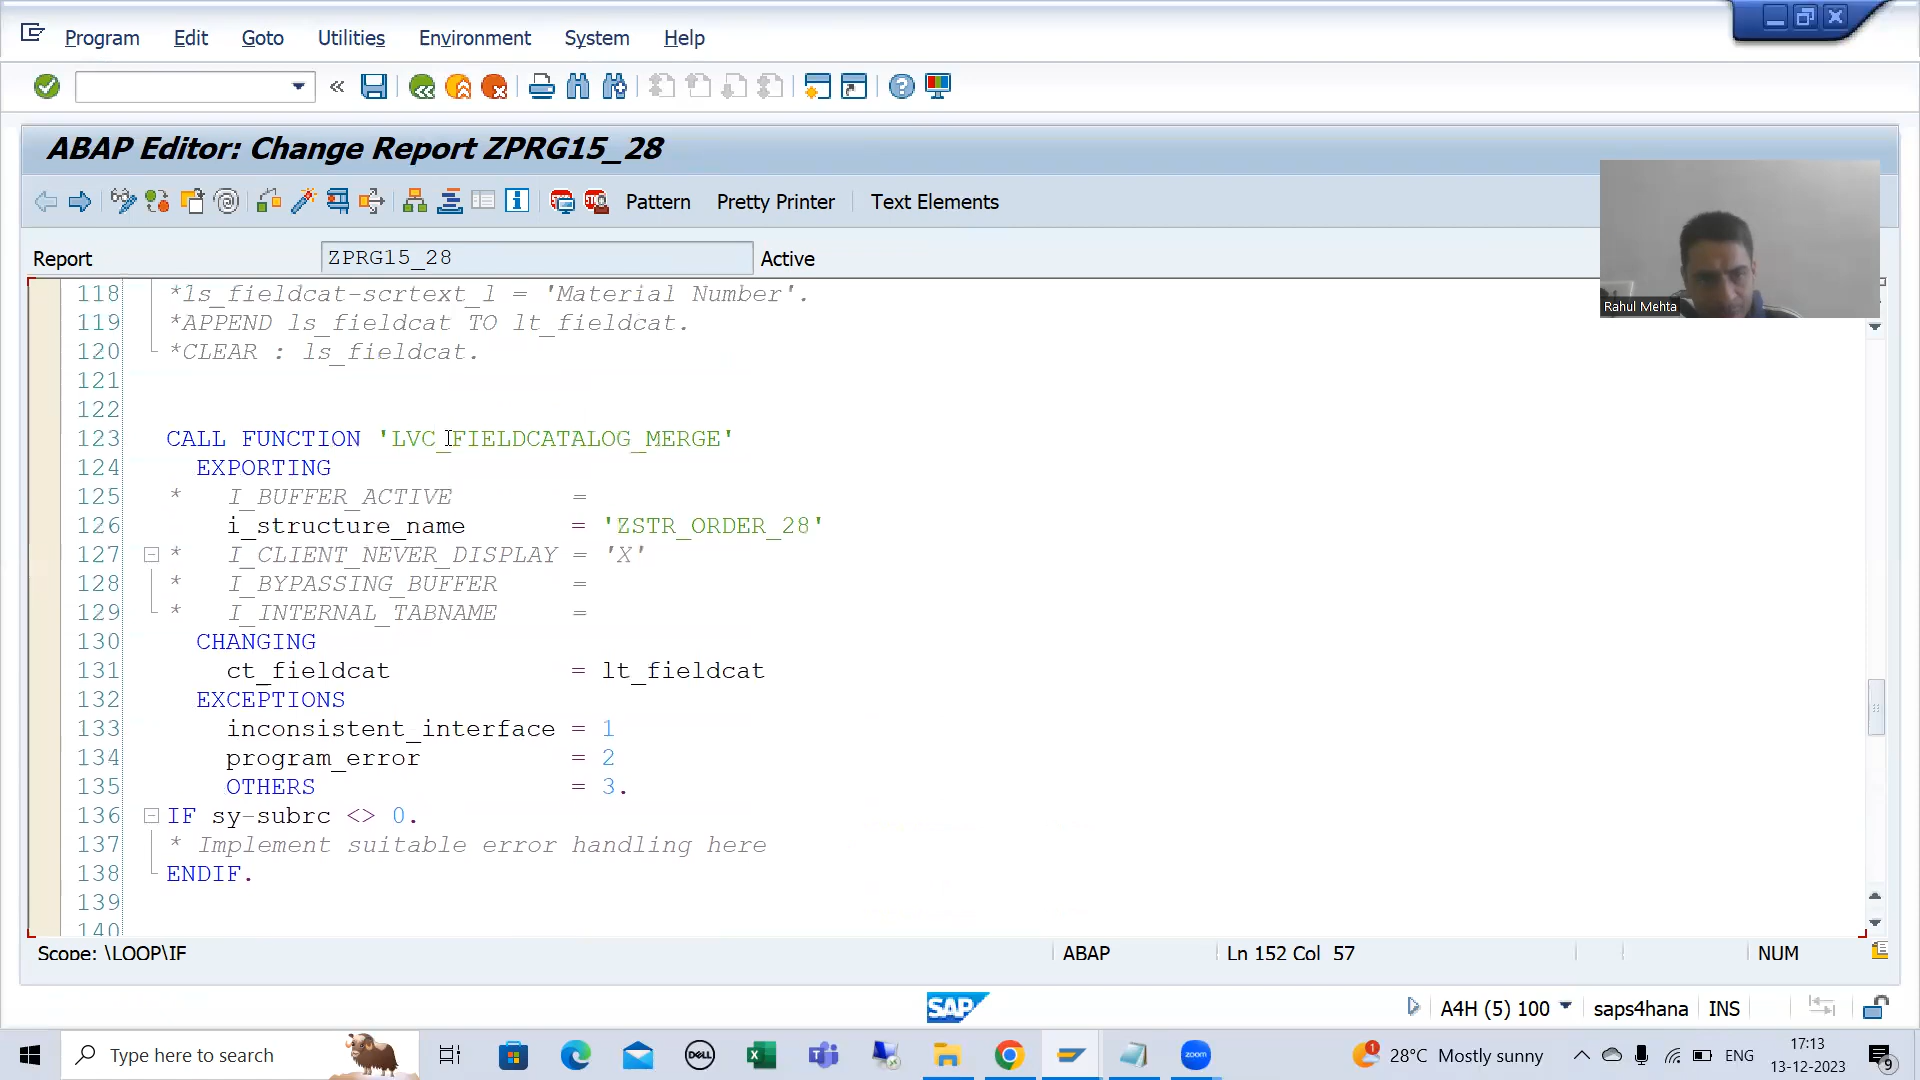 Program Edit Goto Utilities Environment System Help
ABAP Editor: Change Report ZPRG15_28
Pattern Pretty Printer Text Elements
Report ZPRG15_28 Active
Rahul Mehta
118 *ls_fieldcat-scrtext_l = 'Material Number'.
119 *APPEND ls_fieldcat TO lt_fieldcat.
120 *CLEAR : ls_fieldcat.
121
122
123 CALL FUNCTION 'LVC_FIELDCATALOG_MERGE'
124 EXPORTING
125 * I_BUFFER_ACTIVE =
126 i_structure_name = 'ZSTR_ORDER_28'
127 * I_CLIENT_NEVER_DISPLAY = 'X'
128 * I_BYPASSING_BUFFER =
129 * I_INTERNAL_TABNAME =
130 CHANGING
131 ct_fieldcat = lt_fieldcat
132 EXCEPTIONS
133 inconsistent_interface = 1
134 program_error = 2
135 OTHERS = 3.
136 IF sy-subrc <> 0.
137 * Implement suitable error handling here
138 ENDIF.
139
140
Scope: \LOOP\IF ABAP Ln 152 Col 57 NUM
SAP
A4H (5) 100 saps4hana INS
Type here to search
DELL
zoom
1
28°C Mostly sunny
ENG
17:13
13-12-2023
9